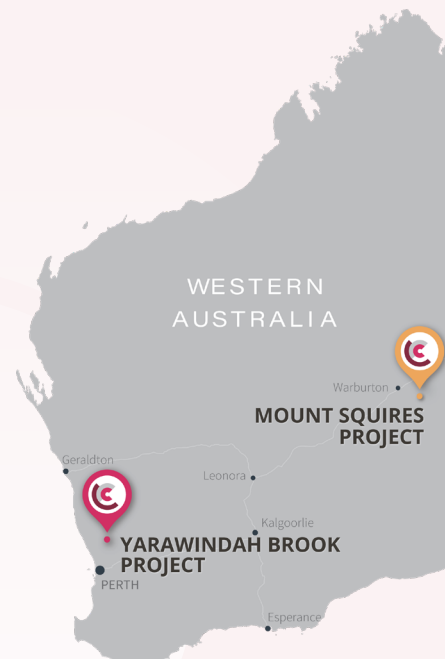 WESTERN
AUSTRALIA
Warburton
MOUNT SQUIRES
PROJECT
Geraldton
Leonora
Kalgoorlie
YARAWINDAH BROOK
PROJECT
PERTH
Esperance